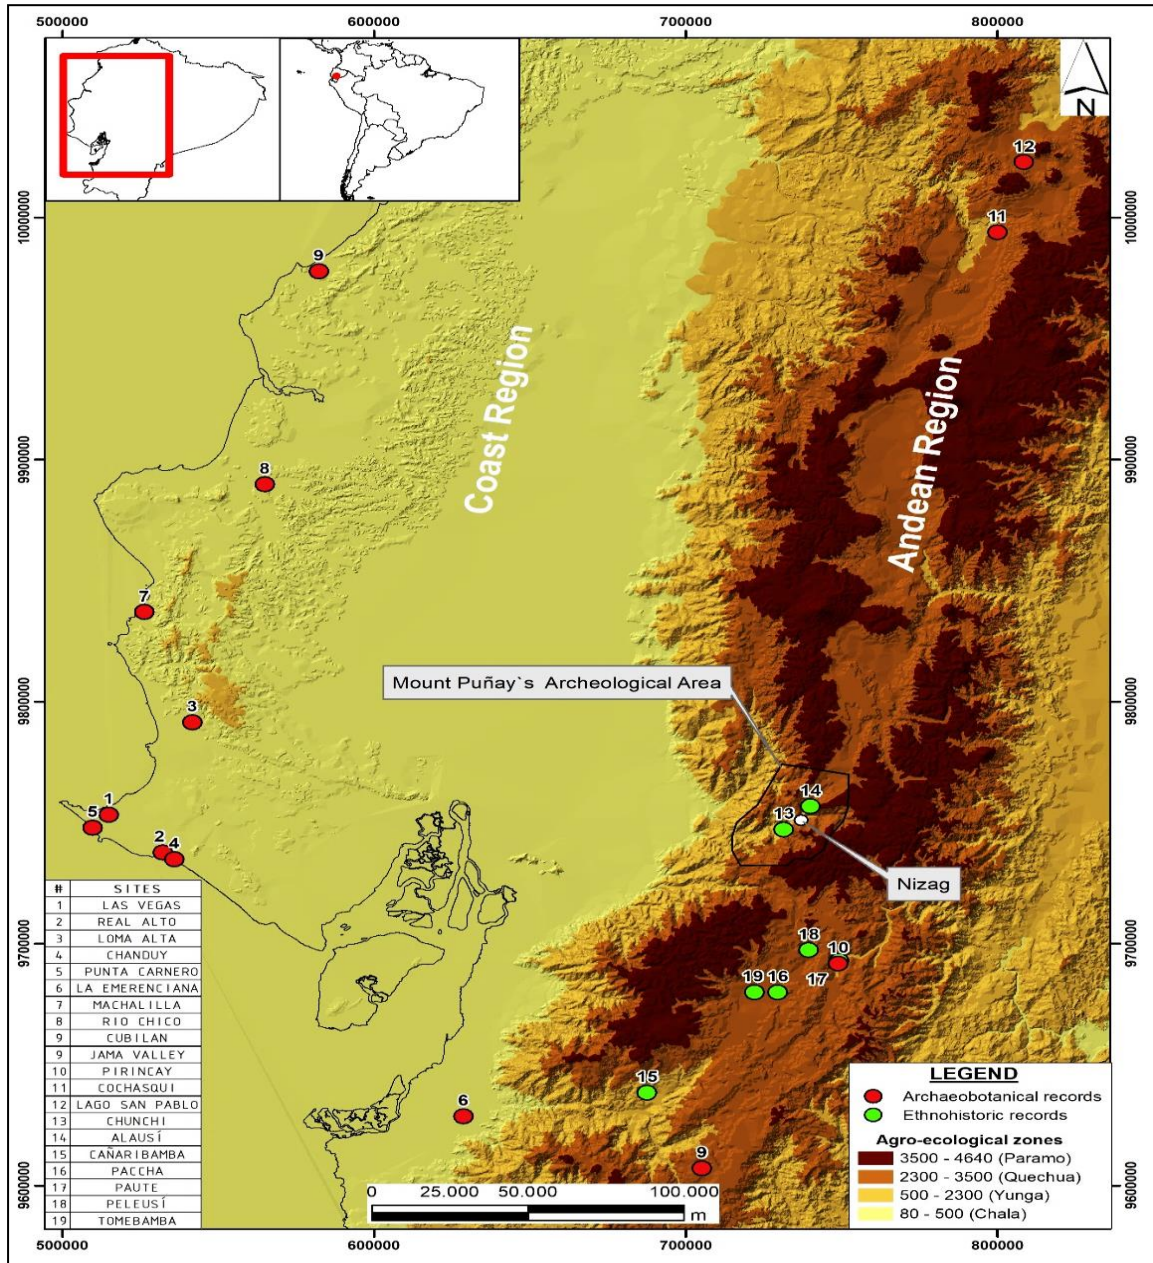 500000 600000 700000 800000
N
12
10000000 11 10000000
9
Coast Region
Andean Region
9900000 8 9900000
7
Mount Puñay`s Archeological Area
9800000 3 9800000
14
1
5 13
2 4
Nizag
# SITES
1 LAS VEGAS
2 REAL ALTO
3 LOMA ALTA
4 CHANDUY
5 PUNTA CARNERO
6 LA EMERENCIANA
7 MACHALILLA
8 RIO CHICO
9 CUBILAN
9 JAMA VALLEY
10 PIRINCAY
11 COCHASQUI
12 LAGO SAN PABLO
13 CHUNCHI
14 ALAUSÍ
15 CAÑARIBAMBA
16 PACCHA
17 PAUTE
18 PELEUSÍ
19 TOMEBAMBA
18 10 9700000
19 16 17
15
6
9
LEGEND
Archaeobotanical records
Ethnohistoric records
Agro-ecological zones
3500 - 4640 (Paramo)
2300 - 3500 (Quechua)
500 - 2300 (Yunga)
80 - 500 (Chala)
9700000
9600000 9600000
0 25.000 50.000 100.000
m
500000 600000 700000 800000